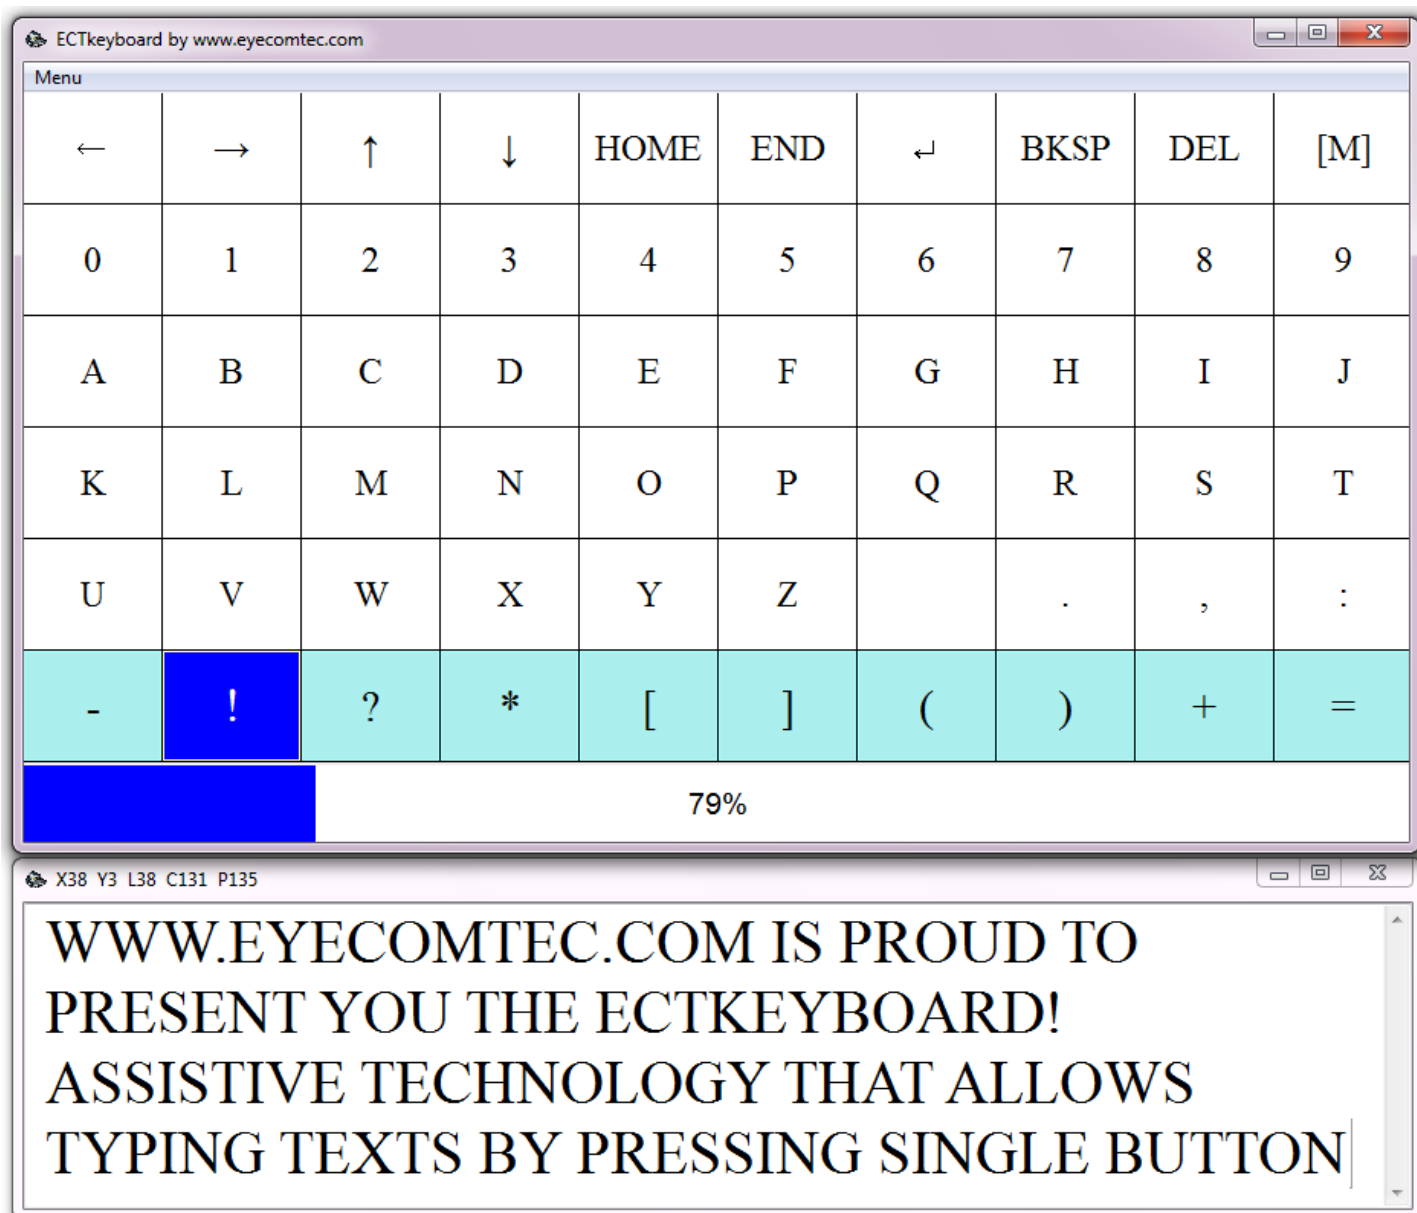 ECTkeyboard by www.eyecomtec.com
Menu
← → ↑ ↓ HOME END ↵ BKSP DEL [M]
0 1 2 3 4 5 6 7 8 9
A B C D E F G H I J
K L M N O P Q R S T
U V W X Y Z . , :
- ! ? * [ ] ( ) + =
79%
X38 Y3 L38 C131 P135
WWW.EYECOMTEC.COM IS PROUD TO
PRESENT YOU THE ECTKEYBOARD!
ASSISTIVE TECHNOLOGY THAT ALLOWS
TYPING TEXTS BY PRESSING SINGLE BUTTON